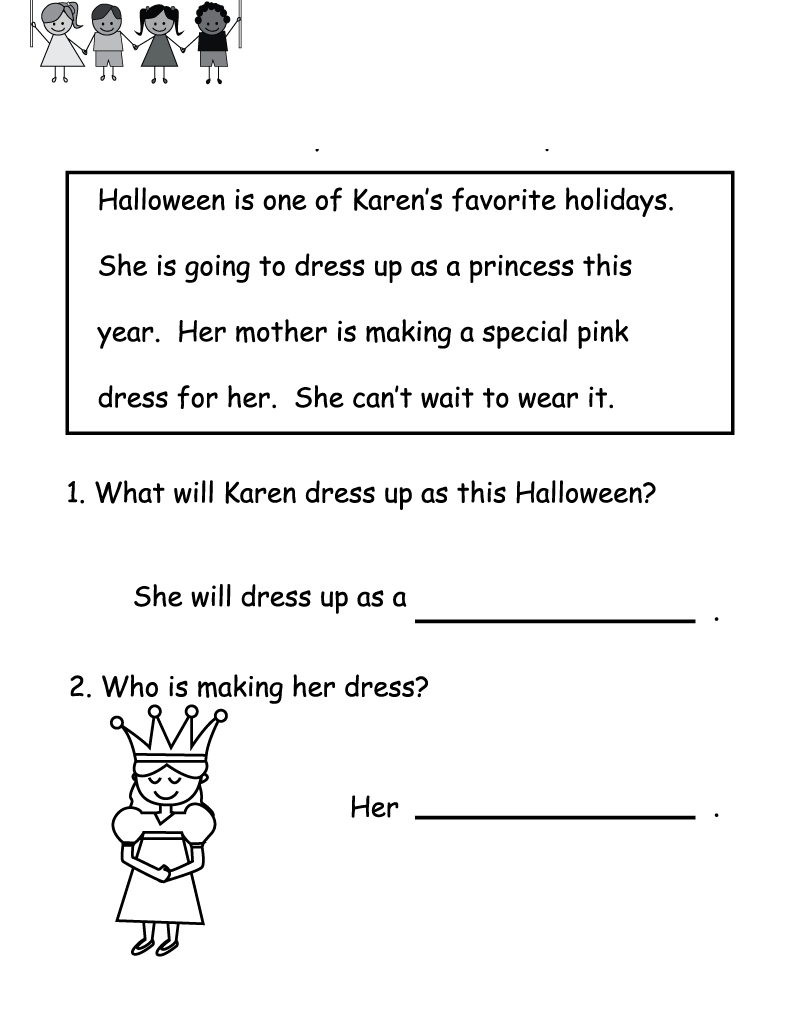 Halloween is one of Karen's favorite holidays.
She is going to dress up as a princess this
year. Her mother is making a special pink
dress for her. She can't wait to wear it.
1. What will Karen dress up as this Halloween?
She will dress up as a ____________________ .
2. Who is making her dress?
Her ____________________ .